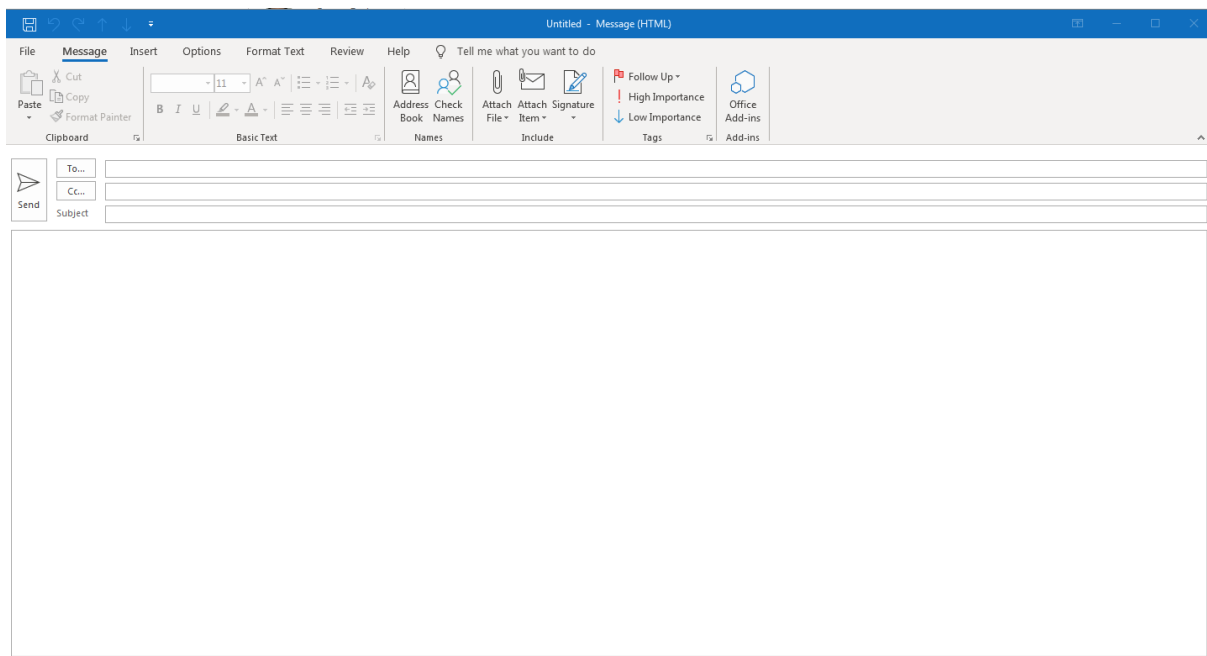 Untitled - Message (HTML)
File Message Insert Options Format Text Review Help Tell me what you want to do
Paste
Cut
Copy
Format Painter
Clipboard
11
B I U A
Basic Text
Address Book
Check Names
Names
Attach File
Attach Item
Signature
Include
Follow Up
High Importance
Low Importance
Tags
Office Add-ins
Add-ins
Send
To...
Cc...
Subject